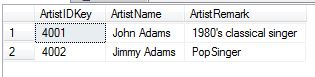 ArtistIDKey ArtistName ArtistRemark
1 4001 John Adams 1980's classical singer
2 4002 Jimmy Adams PopSinger